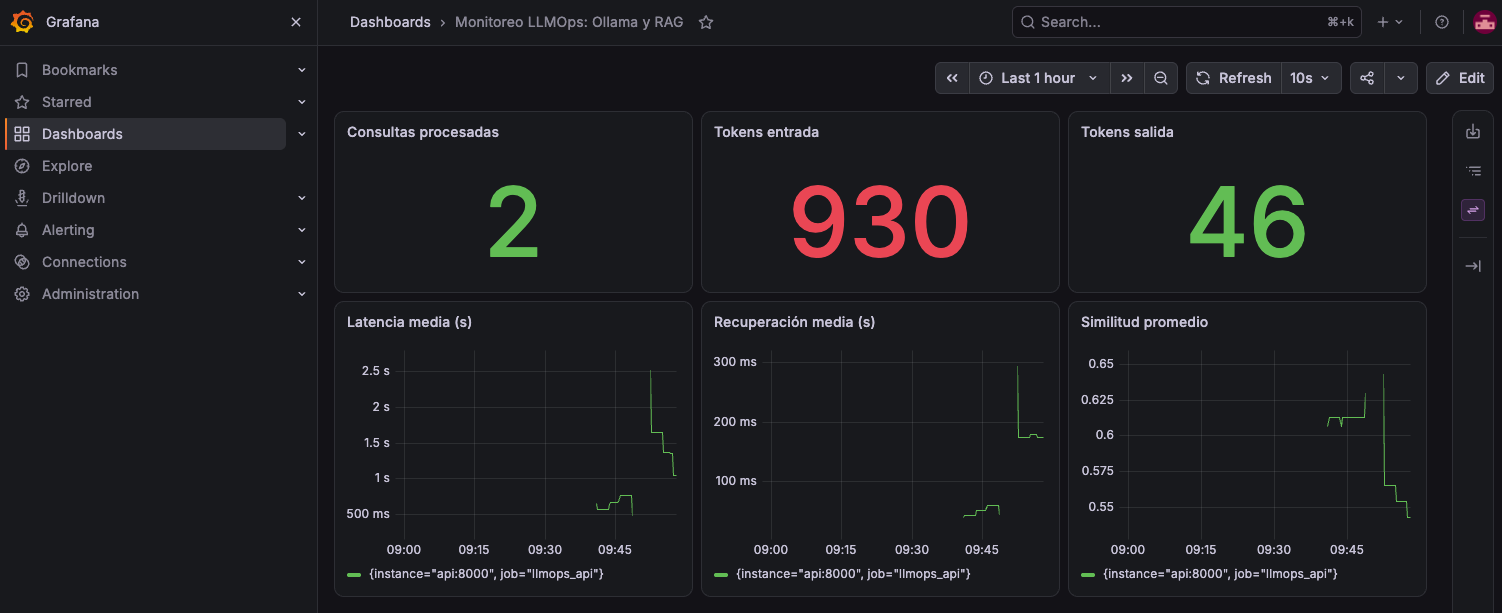 Grafana
Dashboards › Monitoreo LLMOps: Ollama y RAG
Search...
⌘+k
Bookmarks
Starred
Dashboards
Explore
Drilldown
Alerting
Connections
Administration
Last 1 hour
Refresh
10s
Edit
Consultas procesadas
2
Tokens entrada
930
Tokens salida
46
Latencia media (s)
2.5 s
2 s
1.5 s
1 s
500 ms
09:00 09:15 09:30 09:45
{instance="api:8000", job="llmops_api"}
Recuperación media (s)
300 ms
200 ms
100 ms
09:00 09:15 09:30 09:45
{instance="api:8000", job="llmops_api"}
Similitud promedio
0.65
0.625
0.6
0.575
0.55
09:00 09:15 09:30 09:45
{instance="api:8000", job="llmops_api"}